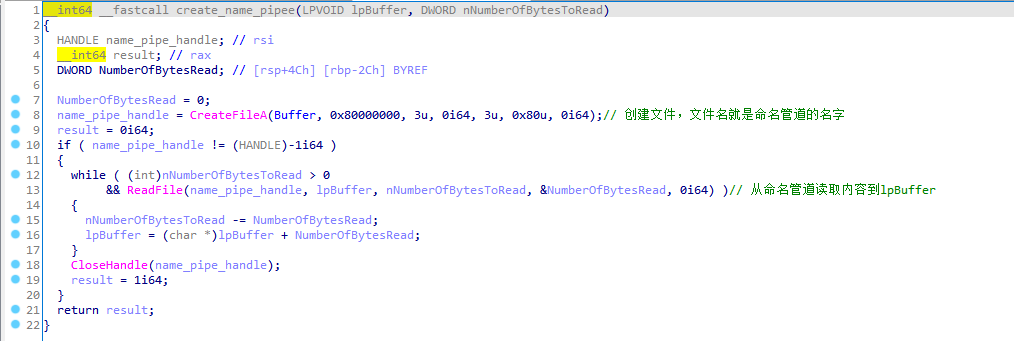 1 __int64 __fastcall create_name_pipee(LPVOID lpBuffer, DWORD nNumberOfBytesToRead)
2 {
3   HANDLE name_pipe_handle; // rsi
4   __int64 result; // rax
5   DWORD NumberOfBytesRead; // [rsp+4Ch] [rbp-2Ch] BYREF
6
7   NumberOfBytesRead = 0;
8   name_pipe_handle = CreateFileA(Buffer, 0x80000000, 3u, 0i64, 3u, 0x80u, 0i64);// 创建文件，文件名就是命名管道的名字
9   result = 0i64;
10   if ( name_pipe_handle != (HANDLE)-1i64 )
11   {
12     while ( (int)nNumberOfBytesToRead > 0
13          && ReadFile(name_pipe_handle, lpBuffer, nNumberOfBytesToRead, &NumberOfBytesRead, 0i64) )// 从命名管道读取内容到lpBuffer
14     {
15       nNumberOfBytesToRead -= NumberOfBytesRead;
16       lpBuffer = (char *)lpBuffer + NumberOfBytesRead;
17     }
18     CloseHandle(name_pipe_handle);
19     result = 1i64;
20   }
21   return result;
22 }